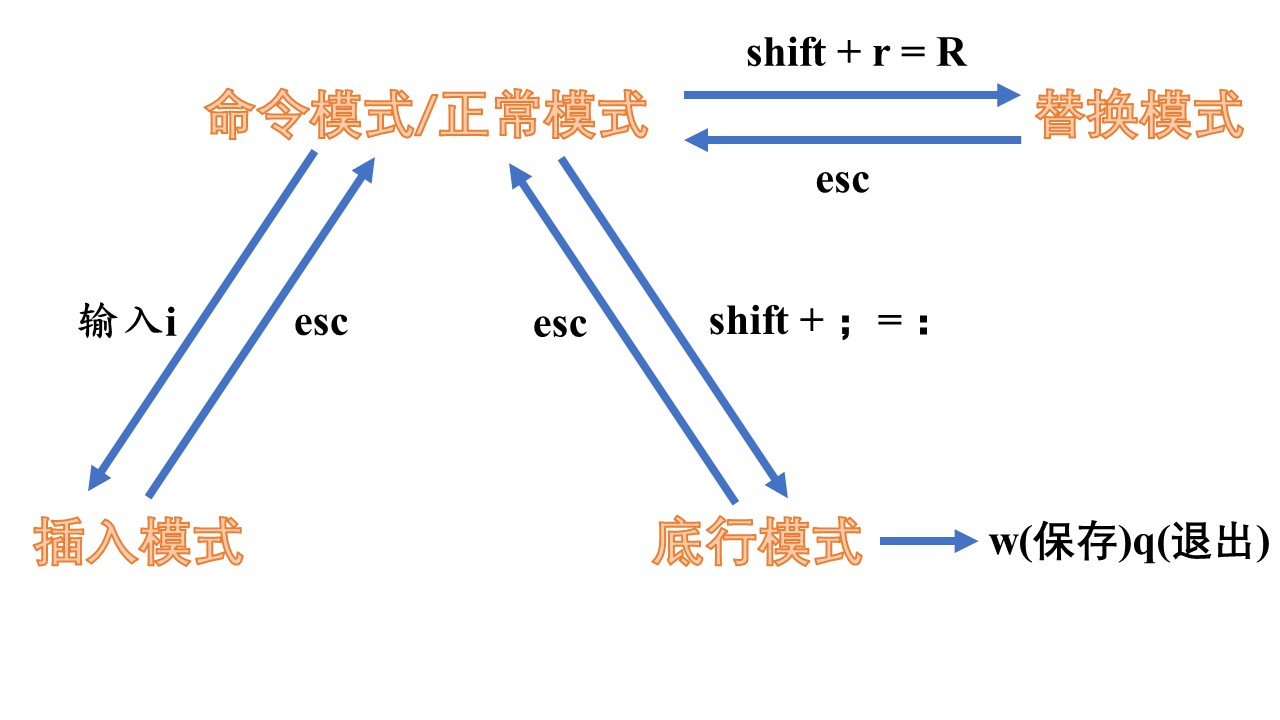 shift + r = R
命令模式/正常模式
替换模式
esc
输入i
esc
esc
shift + ；= ：
插入模式
底行模式
w(保存)q(退出)